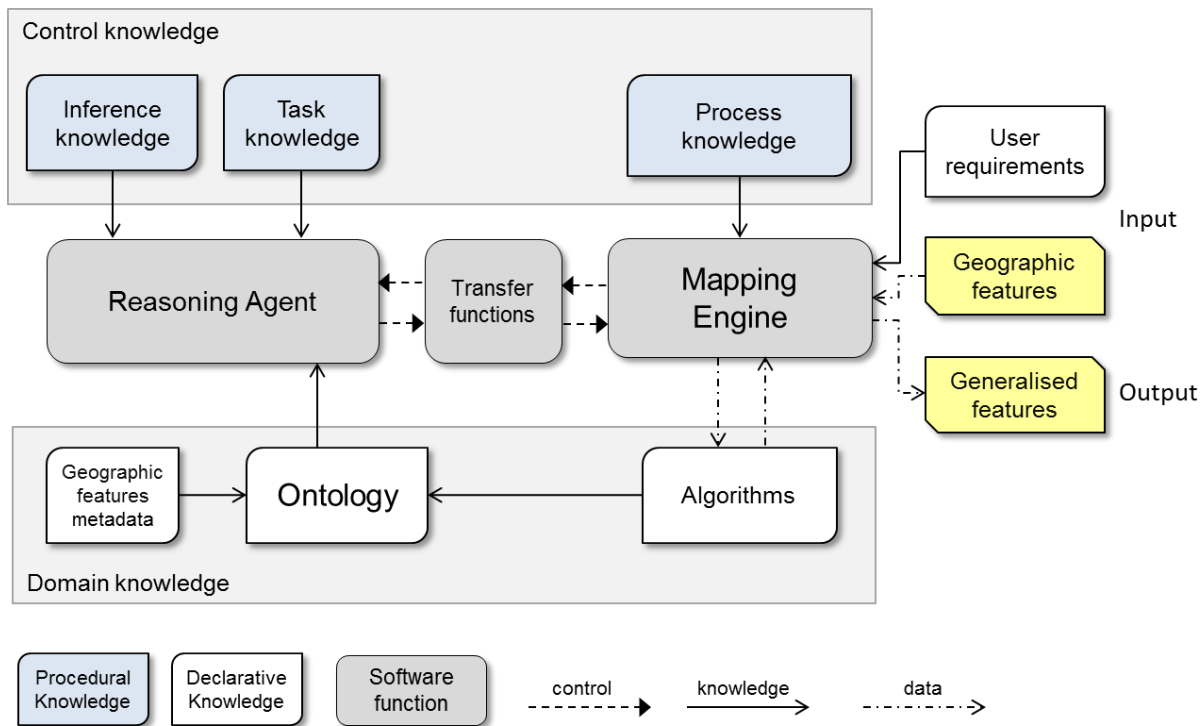 Control knowledge
Inference
knowledge
Task
knowledge
Process
knowledge
User
requirements
Input
Reasoning Agent
Transfer
functions
Mapping
Engine
Geographic
features
Generalised
features
Output
Geographic
features
metadata
Ontology
Algorithms
Domain knowledge
Procedural
Knowledge
Declarative
Knowledge
Software
function
control
knowledge
data